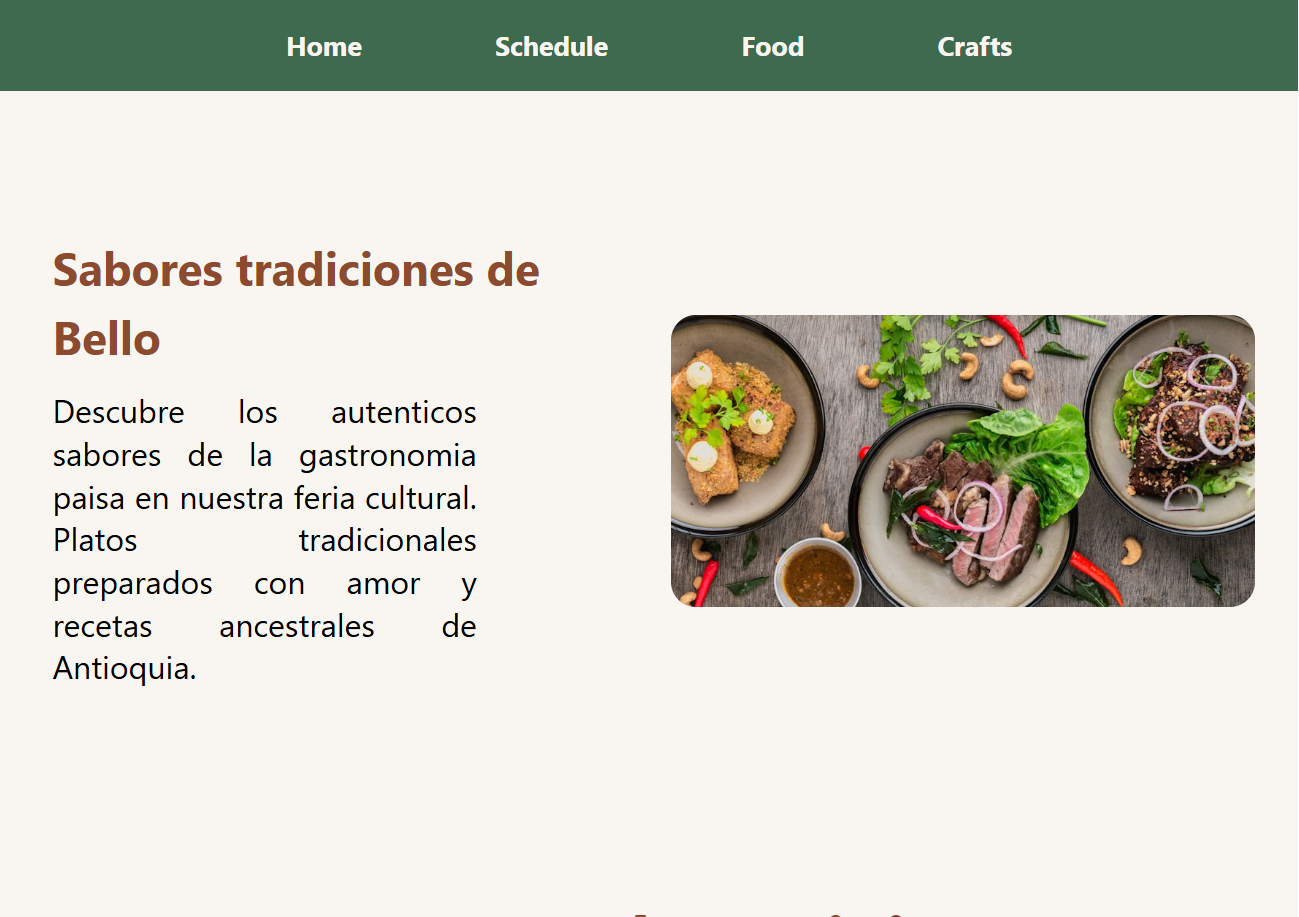 Home Schedule Food Crafts
Sabores tradiciones de
Bello
Descubre los autenticos
sabores de la gastronomia
paisa en nuestra feria cultural.
Platos tradicionales
preparados con amor y
recetas ancestrales de
Antioquia.